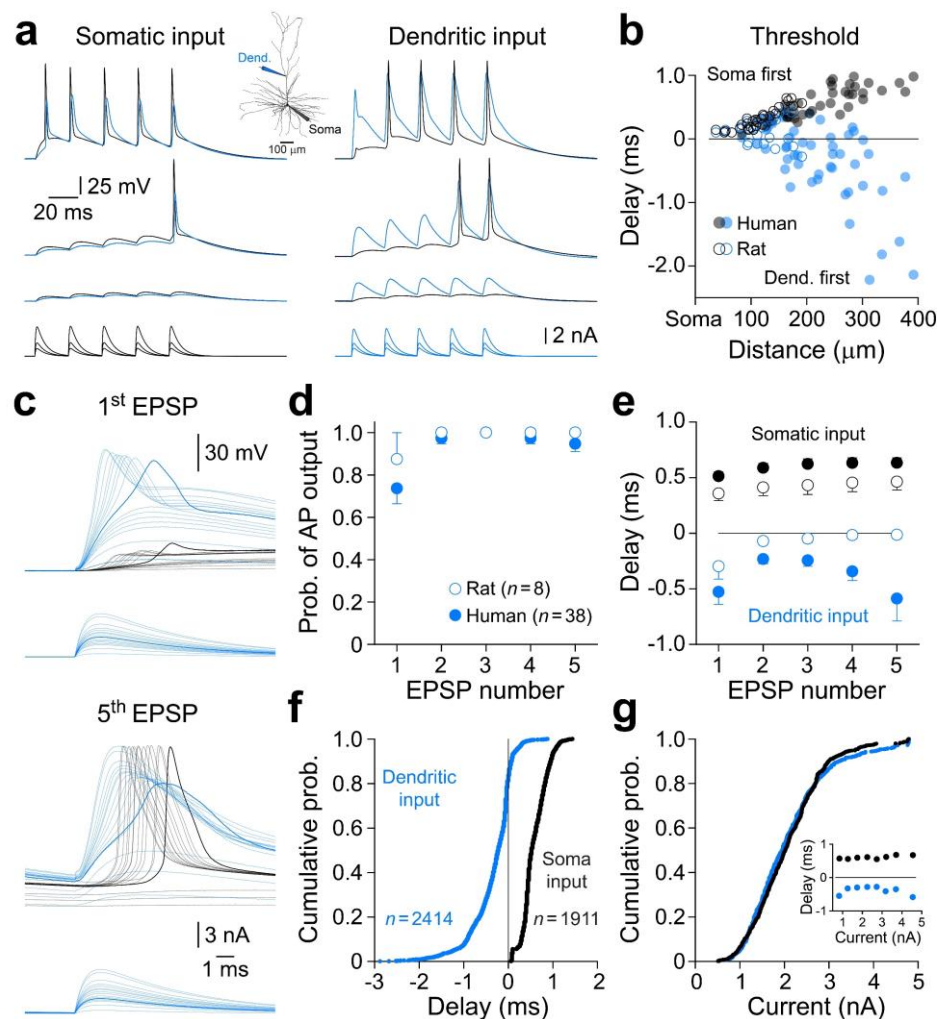 a
Somatic input
Dend.
Soma
100 μm
Dendritic input
25 mV
20 ms
2 nA
b
Threshold
Soma first
Human
Rat
Dend. first
Delay (ms)
1.0
0
-1.0
-2.0
Soma 100 200 300 400
Distance (μm)
c
1st EPSP
30 mV
5th EPSP
3 nA
1 ms
d
Prob. of AP output
1.0
0.8
0.6
0.4
0.2
0
Rat (n=8)
Human (n=38)
1 2 3 4 5
EPSP number
e
Delay (ms)
1.0
0.5
0
-0.5
-1.0
Somatic input
Dendritic input
1 2 3 4 5
EPSP number
f
Cumulative prob.
1.0
0.8
0.6
0.4
0.2
0
Dendritic
input
Soma
input
n=2414
n=1911
-3 -2 -1 0 1 2
Delay (ms)
g
Cumulative prob.
1.0
0.8
0.6
0.4
0.2
0
Delay (ms)
1
0
-1
1 2 3 4 5
Current (nA)
0 1 2 3 4 5
Current (nA)